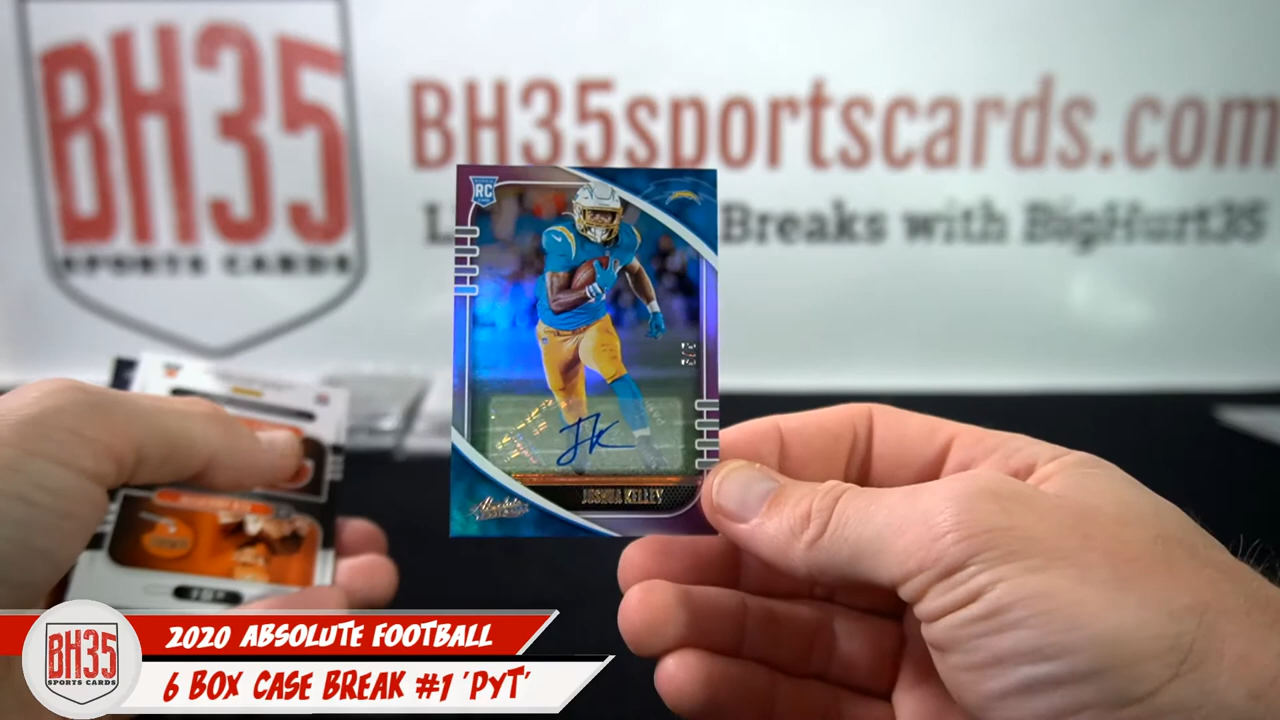 BH35
SPORTS CARDS
BH35sportscards.com
Breaks with BigHurt35
RC
JOSHUA KELLEY
Absolute
FOOTBALL
BH35
SPORTS CARDS
2020 ABSOLUTE FOOTBALL
6 BOX CASE BREAK #1 'PYT'